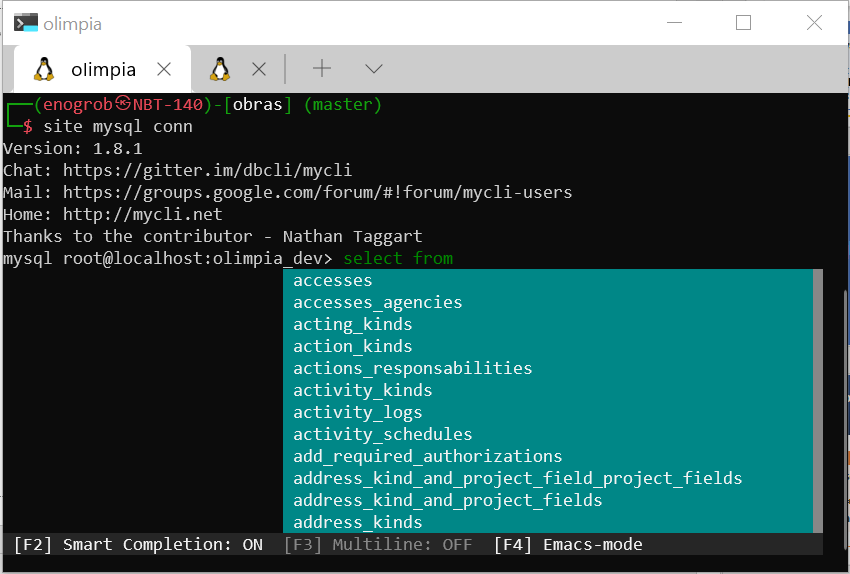 olimpia
olimpia
(enogrob㉿NBT-140)-[obras] (master)
$ site mysql conn
Version: 1.8.1
Chat: https://gitter.im/dbcli/mycli
Mail: https://groups.google.com/forum/#!forum/mycli-users
Home: http://mycli.net
Thanks to the contributor - Nathan Taggart
mysql root@localhost:olimpia_dev> select from
accesses
accesses_agencies
acting_kinds
action_kinds
actions_responsabilities
activity_kinds
activity_logs
activity_schedules
add_required_authorizations
address_kind_and_project_field_project_fields
address_kind_and_project_fields
address_kinds
[F2] Smart Completion: ON [F3] Multiline: OFF [F4] Emacs-mode